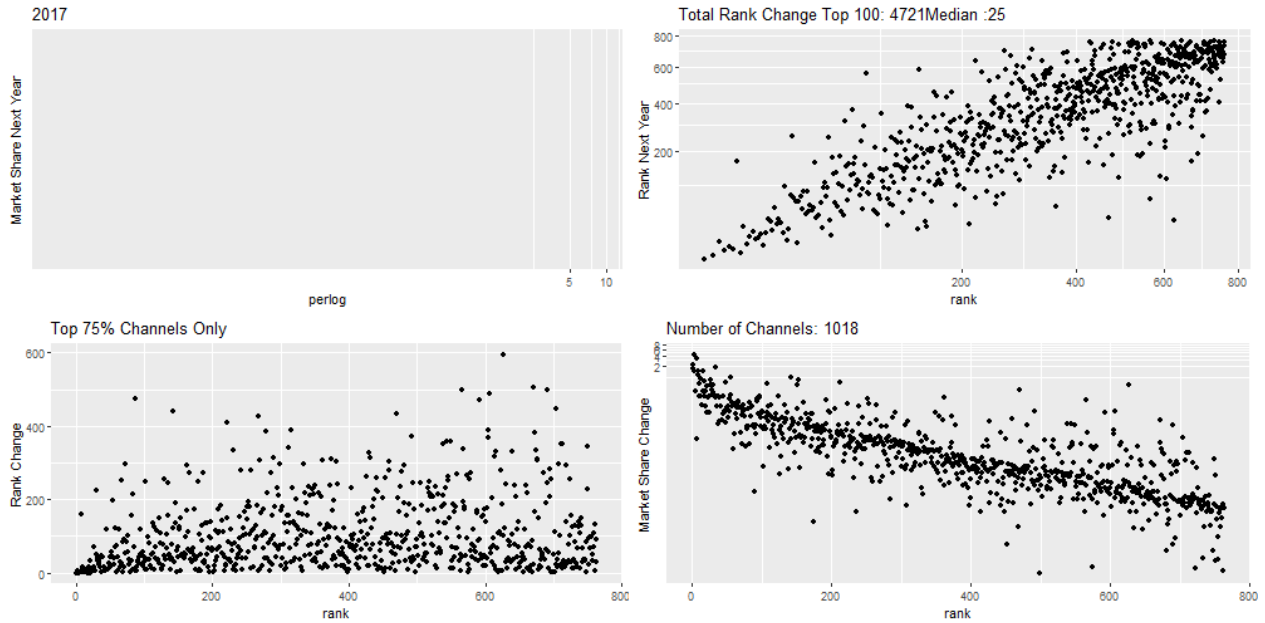 2017
Market Share Next Year
5 10
perlog
Total Rank Change Top 100: 4721Median :25
Rank Next Year
800
600
400
200
200 400 600 800
rank
Top 75% Channels Only
Rank Change
600
400
200
0
0 200 400 600 800
rank
Number of Channels: 1018
Market Share Change
8
6
4
2
0 200 400 600 800
rank